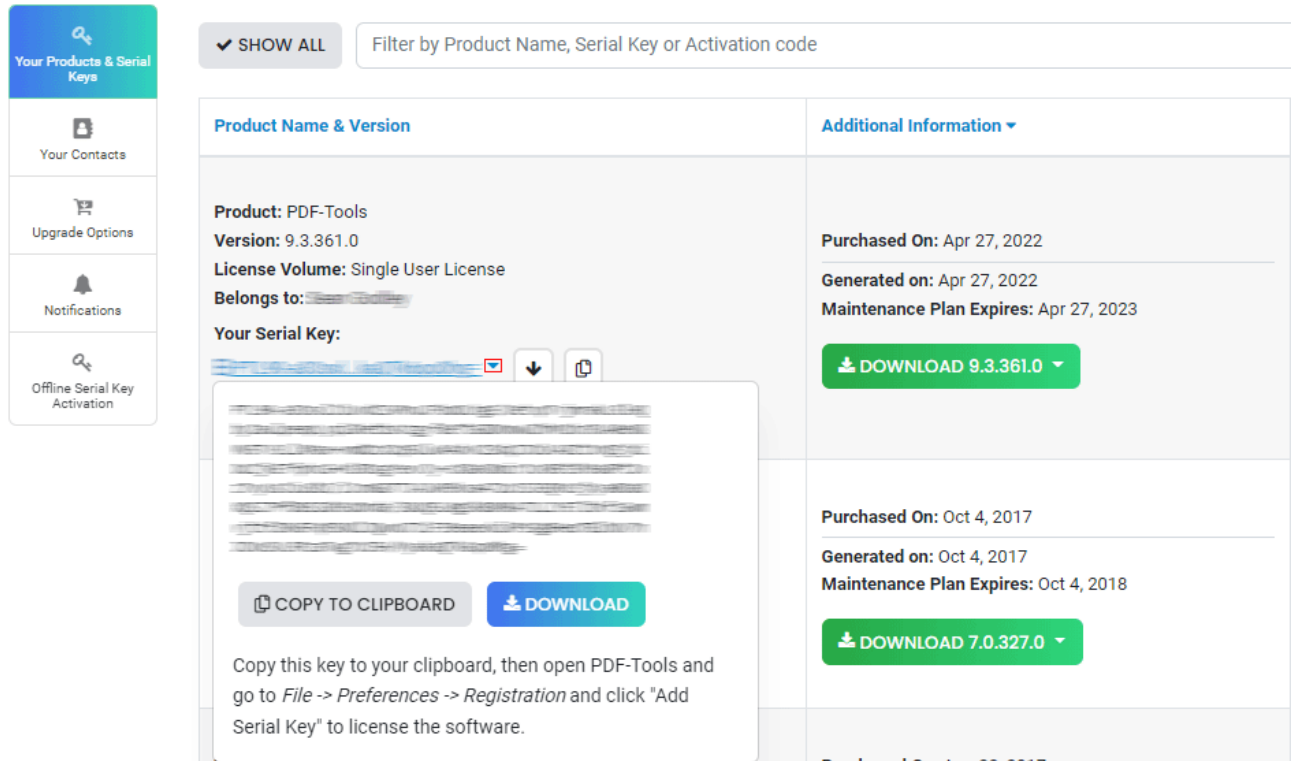 Your Products & Serial
Keys
Your Contacts
Upgrade Options
Notifications
Offline Serial Key
Activation
SHOW ALL
Filter by Product Name, Serial Key or Activation code
Product Name & Version
Additional Information
Product: PDF-Tools
Version: 9.3.361.0
License Volume: Single User License
Belongs to:
Your Serial Key:
Purchased On: Apr 27, 2022
Generated on: Apr 27, 2022
Maintenance Plan Expires: Apr 27, 2023
DOWNLOAD 9.3.361.0
COPY TO CLIPBOARD
DOWNLOAD
Copy this key to your clipboard, then open PDF-Tools and
go to File -> Preferences -> Registration and click "Add
Serial Key" to license the software.
Purchased On: Oct 4, 2017
Generated on: Oct 4, 2017
Maintenance Plan Expires: Oct 4, 2018
DOWNLOAD 7.0.327.0